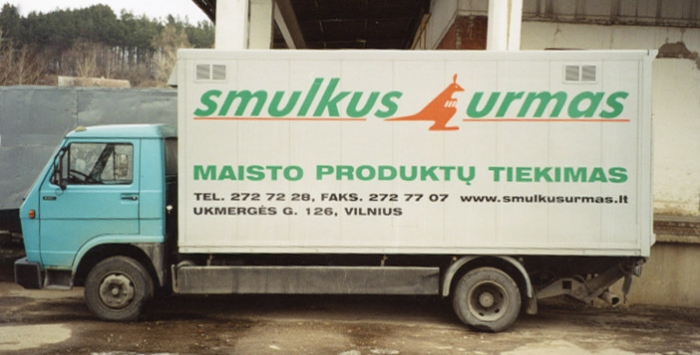 smulkus urmas
MAISTO PRODUKTŲ TIEKIMAS
TEL. 272 72 28, FAKS. 272 77 07 www.smulkusurmas.lt
UKMERGĖS G. 126, VILNIUS